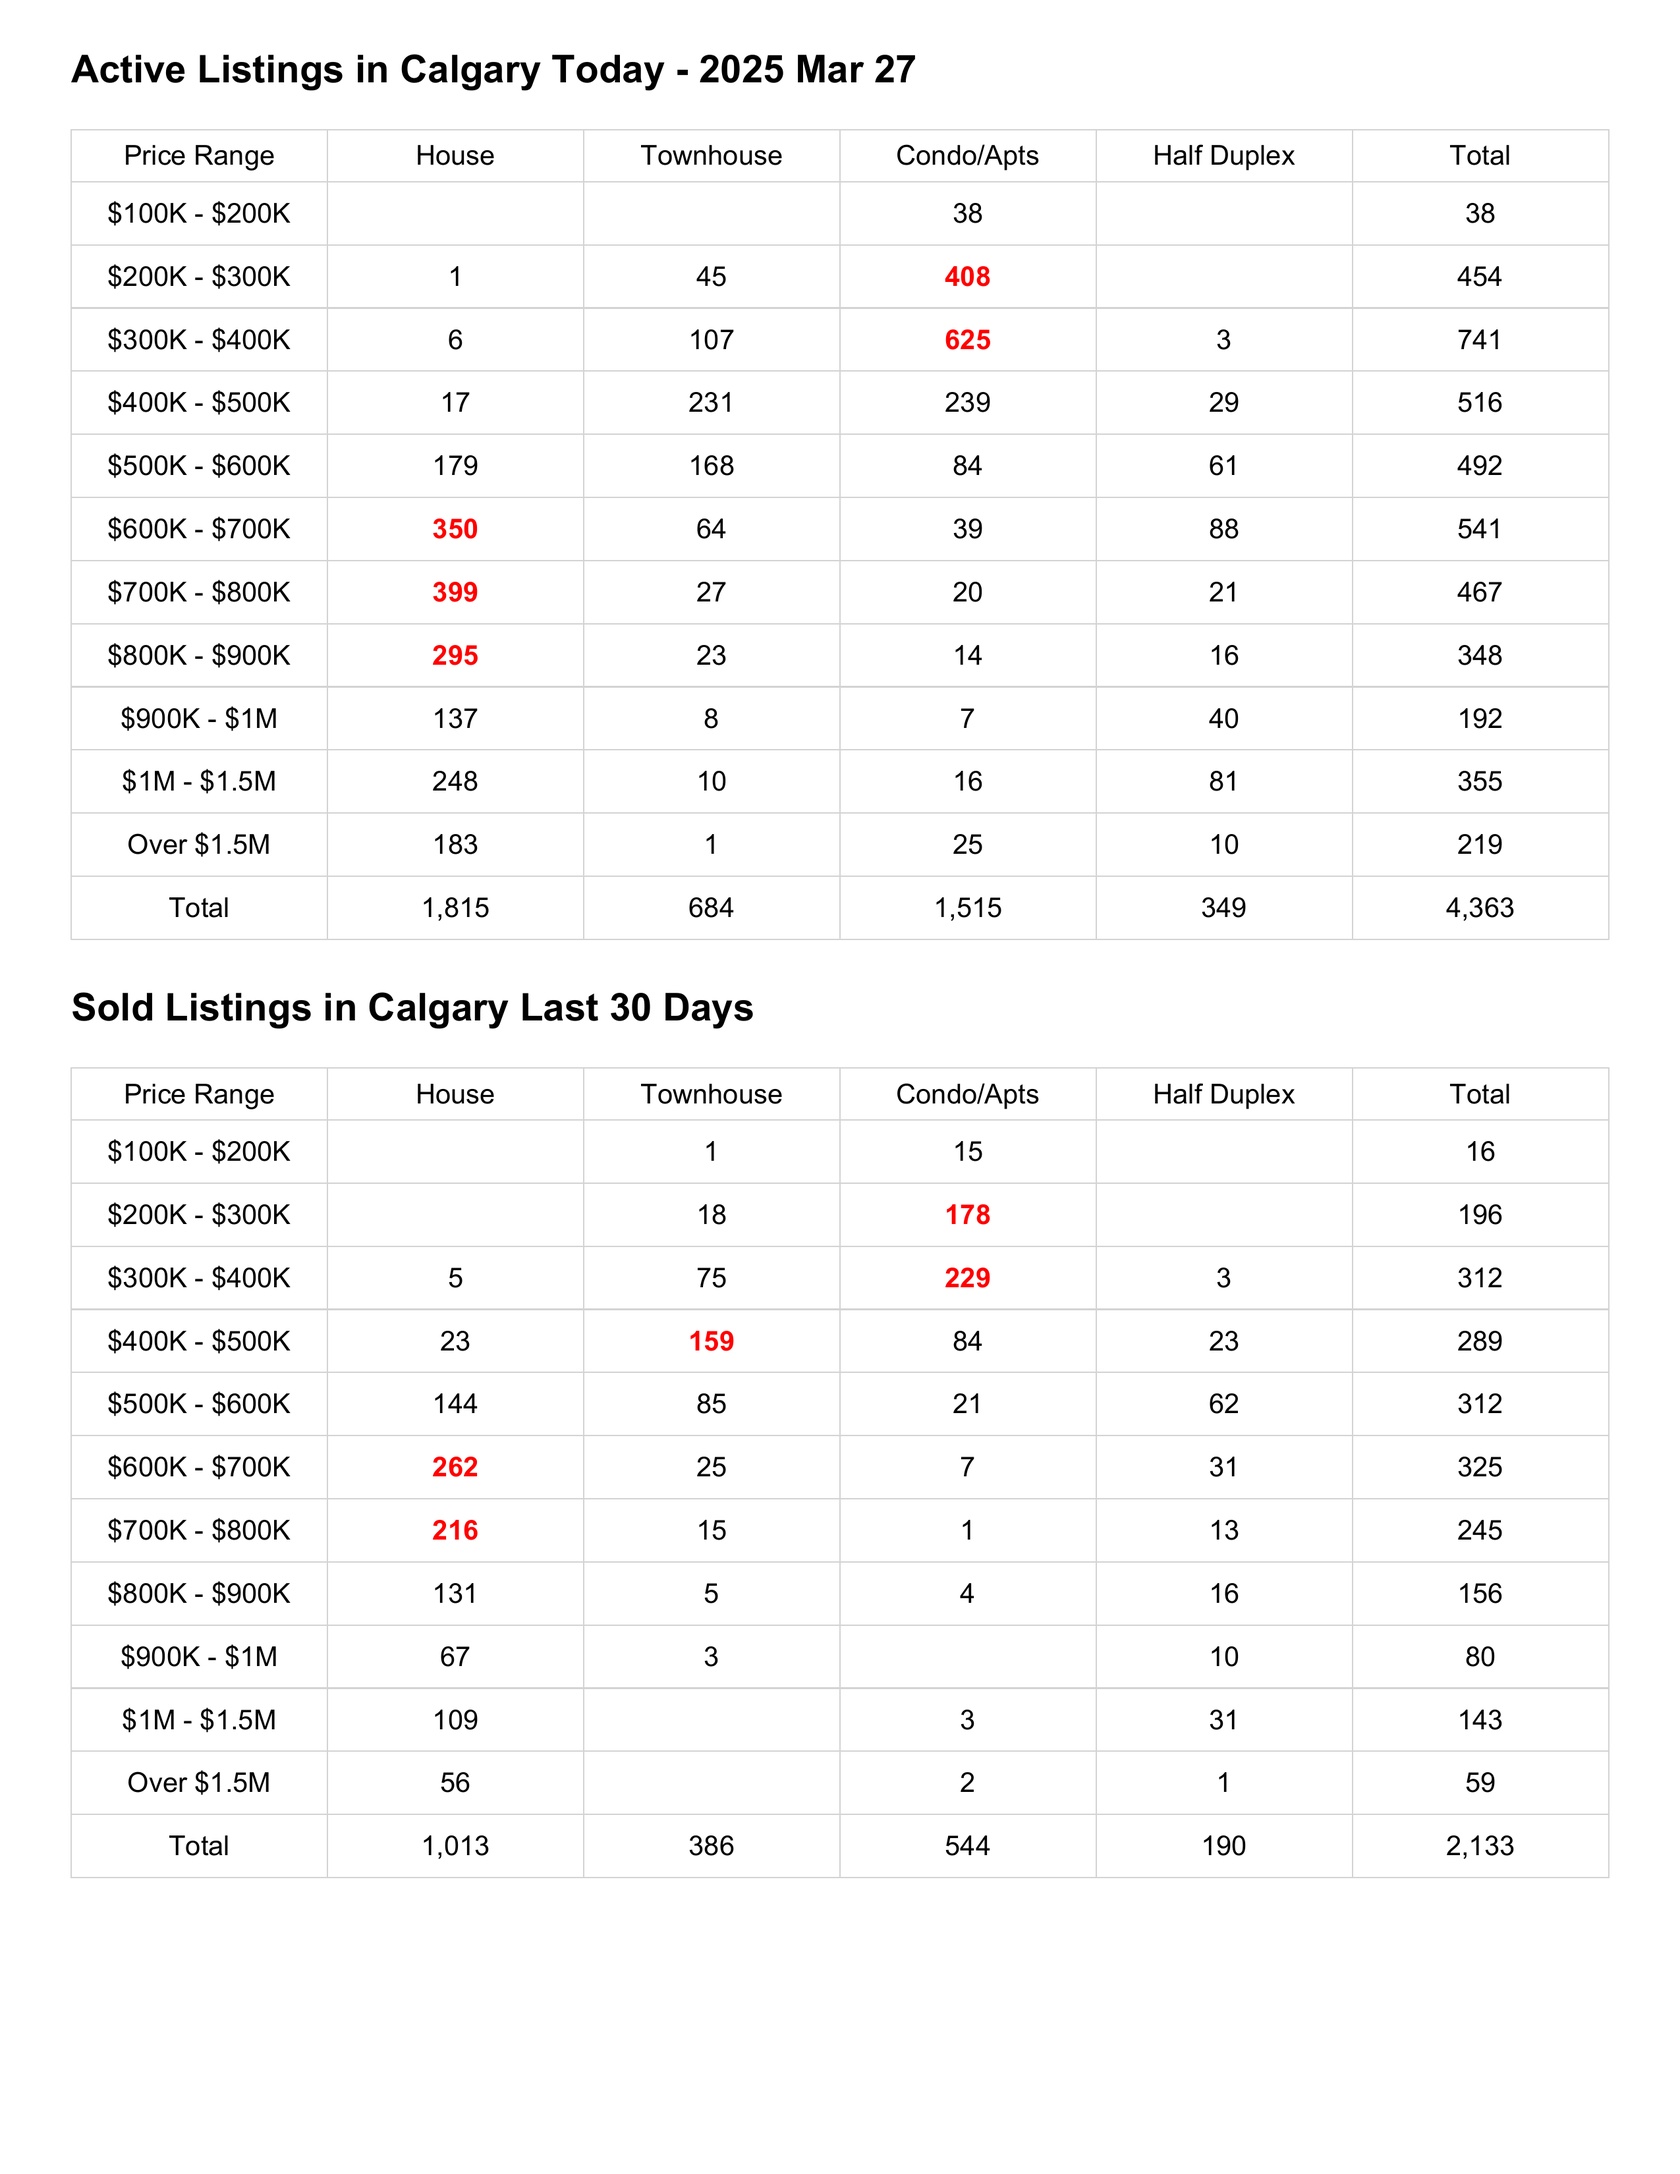 Active Listings in Calgary Today - 2025 Mar 27
Price Range House Townhouse Condo/Apts Half Duplex Total
$100K - $200K 38 38
$200K - $300K 1 45 408 454
$300K - $400K 6 107 625 3 741
$400K - $500K 17 231 239 29 516
$500K - $600K 179 168 84 61 492
$600K - $700K 350 64 39 88 541
$700K - $800K 399 27 20 21 467
$800K - $900K 295 23 14 16 348
$900K - $1M 137 8 7 40 192
$1M - $1.5M 248 10 16 81 355
Over $1.5M 183 1 25 10 219
Total 1,815 684 1,515 349 4,363
Sold Listings in Calgary Last 30 Days
Price Range House Townhouse Condo/Apts Half Duplex Total
$100K - $200K 1 15 16
$200K - $300K 18 178 196
$300K - $400K 5 75 229 3 312
$400K - $500K 23 159 84 23 289
$500K - $600K 144 85 21 62 312
$600K - $700K 262 25 7 31 325
$700K - $800K 216 15 1 13 245
$800K - $900K 131 5 4 16 156
$900K - $1M 67 3 10 80
$1M - $1.5M 109 3 31 143
Over $1.5M 56 2 1 59
Total 1,013 386 544 190 2,133